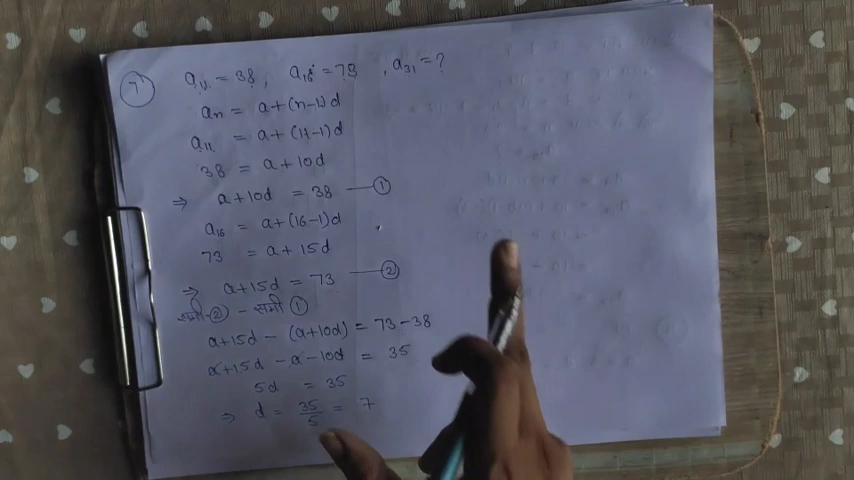 7) a₁₁ = 38, a₁₆ = 73, a₃₁ = ?
aₙ = a+(n-1)d
a₁₁ = a+(11-1)d
38 = a+10d
⇒ a+10d = 38 —— ①
a₁₆ = a+(16-1)d
73 = a+15d
⇒ a+15d = 73 —— ②
समी② - समी ①
a+15d - (a+10d) = 73-38
a+15d - a - 10d = 35
5d = 35
⇒ d = 35/5 = 7